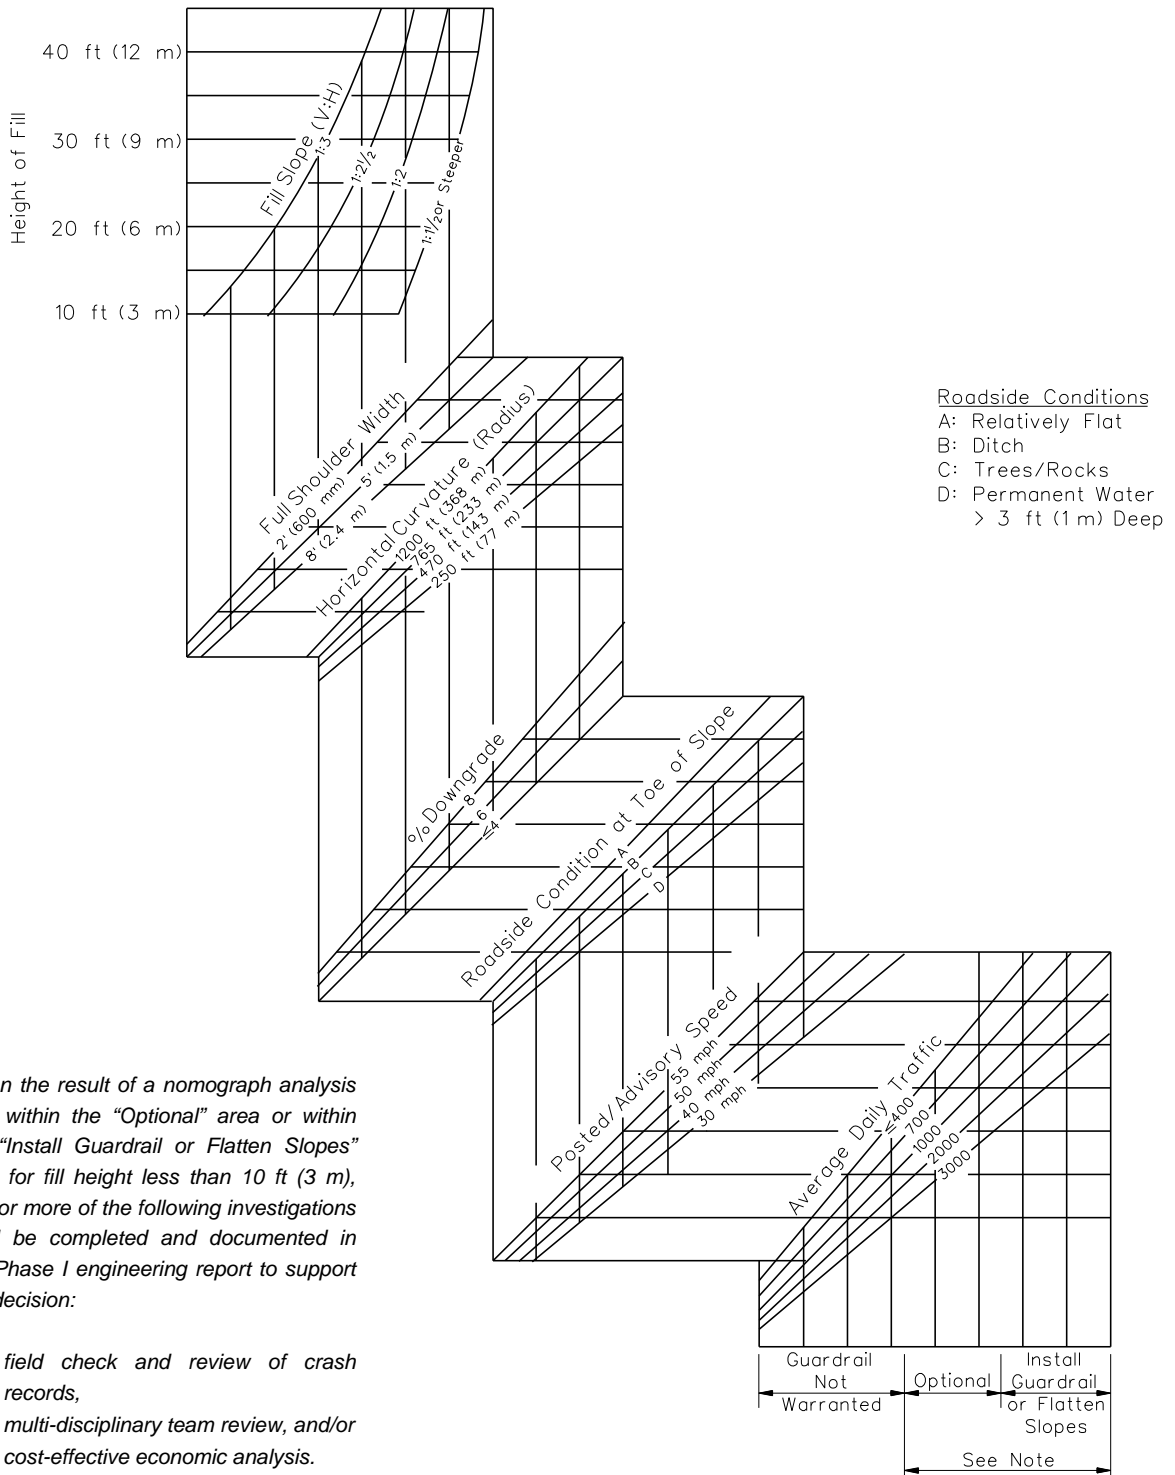 40 ft (12 m)
30 ft (9 m)
20 ft (6 m)
10 ft (3 m)
Height of Fill
Fill Slope (V:H)
1:3
1:2½
1:2
1:1½ or Steeper
Full Shoulder Width
2' (600 mm)
5' (1.5 m)
8' (2.4 m)
Horizontal Curvature (Radius)
1200 ft (368 m)
765 ft (233 m)
470 ft (143 m)
250 ft (77 m)
Roadside Conditions
A: Relatively Flat
B: Ditch
C: Trees/Rocks
D: Permanent Water
> 3 ft (1 m) Deep
% Downgrade
8
6
≤4
Roadside Condition at Toe of Slope
A
B
C
D
Posted/Advisory Speed
55 mph
50 mph
40 mph
30 mph
Average Daily Traffic
≤400
700
1000
2000
3000
n the result of a nomograph analysis
within the “Optional” area or within
“Install Guardrail or Flatten Slopes”
for fill height less than 10 ft (3 m),
or more of the following investigations
be completed and documented in
Phase I engineering report to support
decision:
field check and review of crash
records,
multi-disciplinary team review, and/or
cost-effective economic analysis.
Guardrail
Not
Warranted
Optional
Install
Guardrail
or Flatten
Slopes
See Note